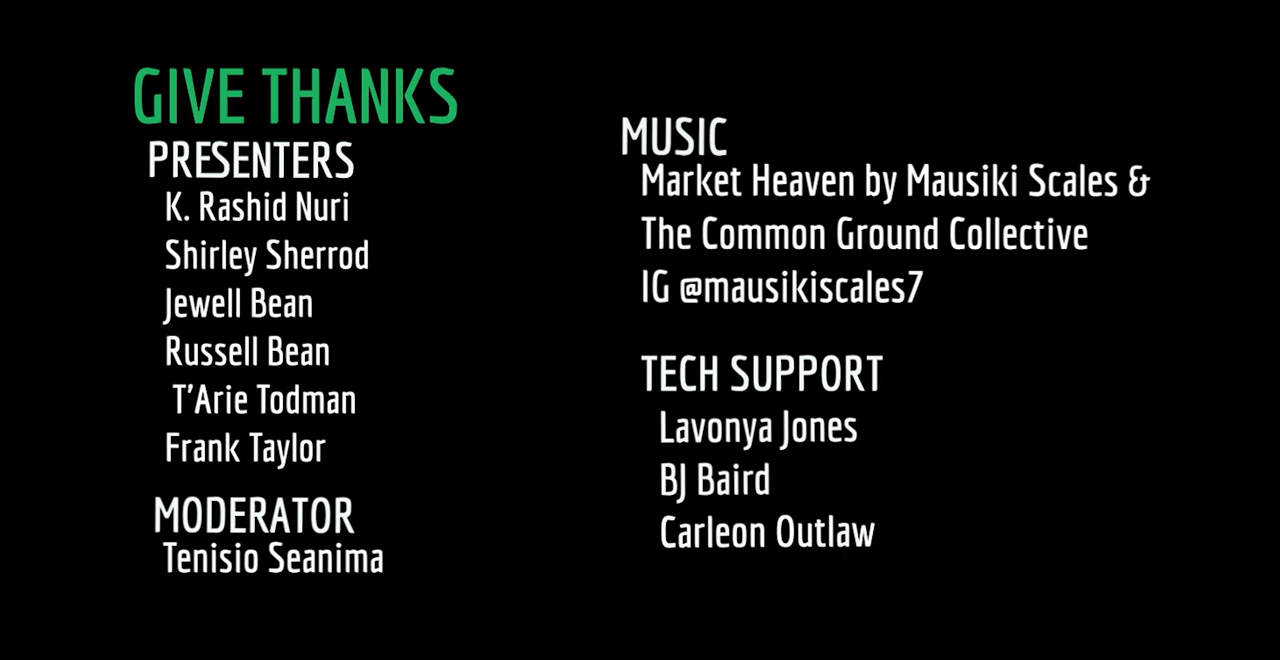 GIVE THANKS
PRESENTERS
K. Rashid Nuri
Shirley Sherrod
Jewell Bean
Russell Bean
T'Arie Todman
Frank Taylor
MODERATOR
Tenisio Seanima
MUSIC
Market Heaven by Mausiki Scales &
The Common Ground Collective
IG @mausikiscales7
TECH SUPPORT
Lavonya Jones
BJ Baird
Carleon Outlaw